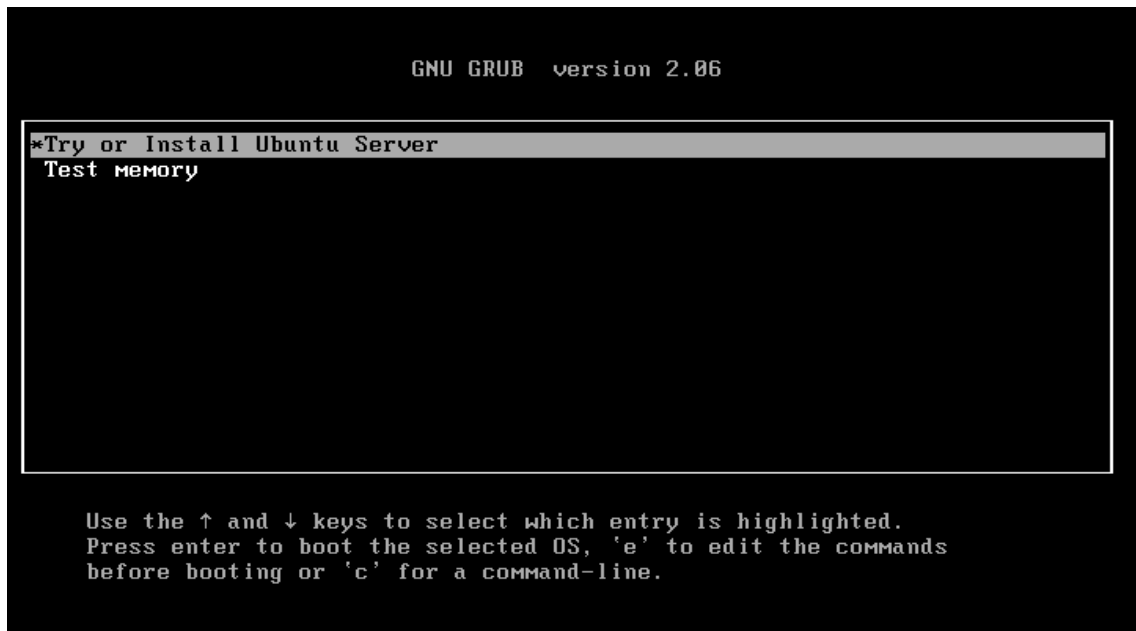 GNU GRUB  version 2.06
*Try or Install Ubuntu Server
Test memory
Use the ↑ and ↓ keys to select which entry is highlighted.
Press enter to boot the selected OS, `e' to edit the commands
before booting or `c' for a command-line.